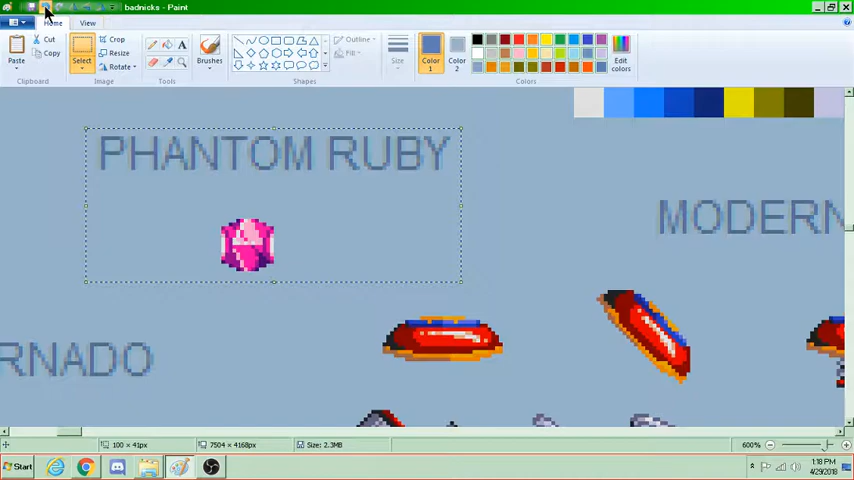 badnicks - Paint
Home View
Paste
Clipboard
Cut
Copy
Select
Crop
Resize
Rotate
Image
Tools
Brushes
Shapes
Outline
Fill
Size
Color 1
Color 2
Colors
Edit colors
PHANTOM RUBY
MODERN
RNADO
100 × 41px
7504 × 4168px
Size: 2.3MB
600%
Start
1:18 PM
4/29/2018